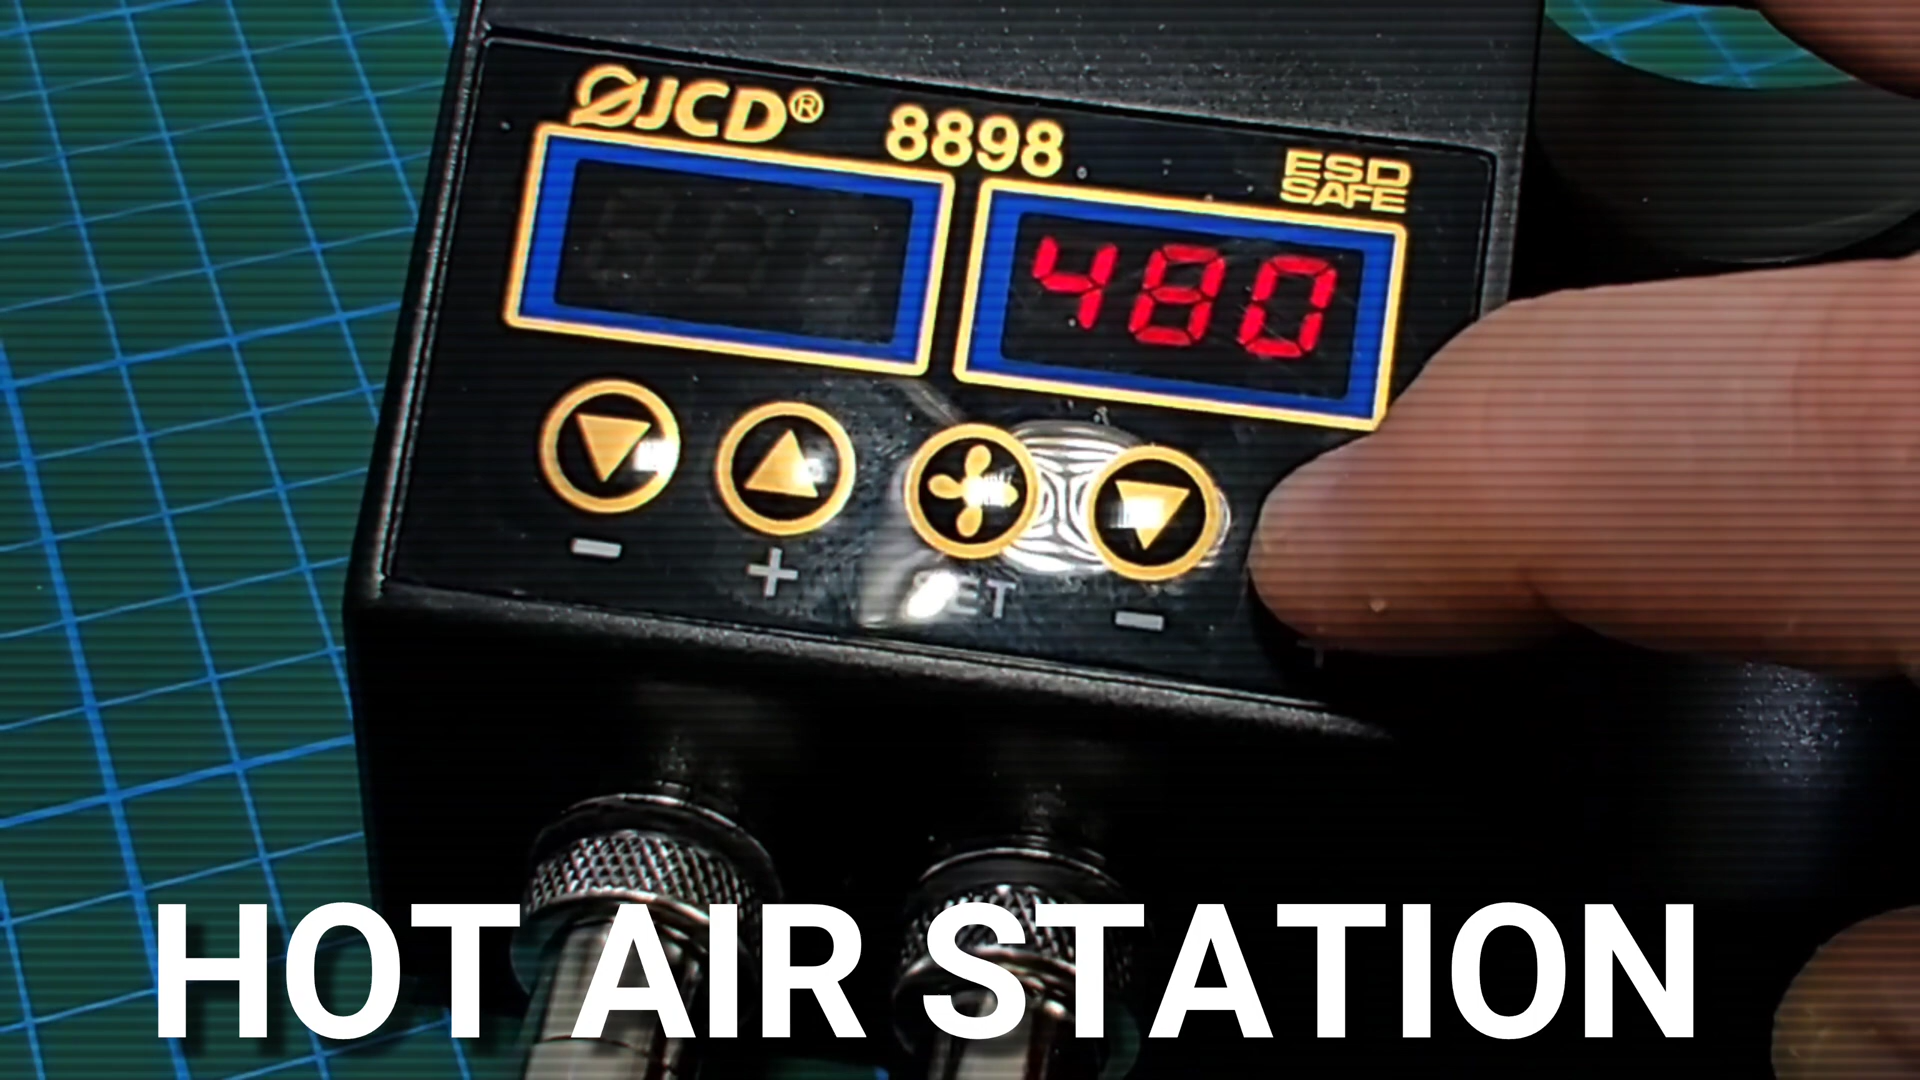 JCD®
8898
ESD
SAFE
480
- + SET - +
HOT AIR STATION